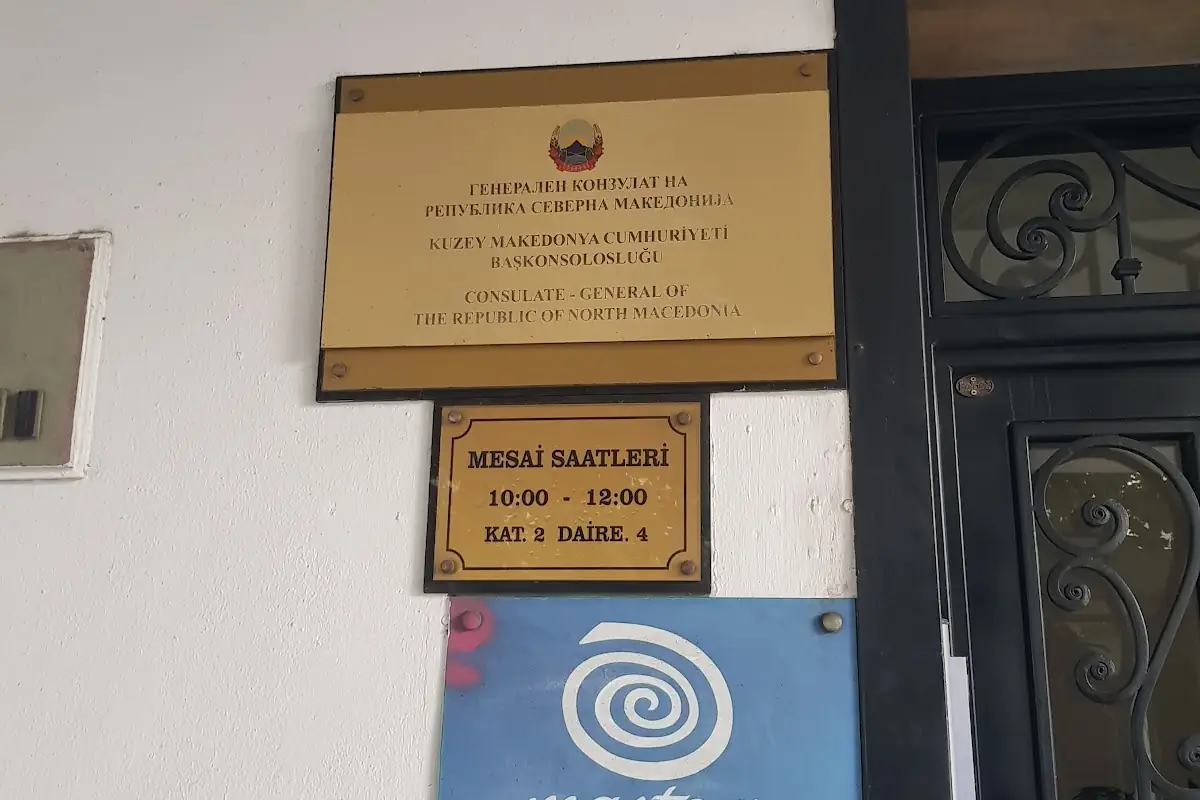 ГЕНЕРАЛЕН КОНЗУЛАТ НА
РЕПУБЛИКА СЕВЕРНА МАКЕДОНИЈА
KUZEY MAKEDONYA CUMHURİYETİ
BAŞKONSOLOSLUĞU
CONSULATE - GENERAL OF
THE REPUBLIC OF NORTH MACEDONIA
MESAİ SAATLERİ
10:00 - 12:00
KAT. 2 DAİRE. 4